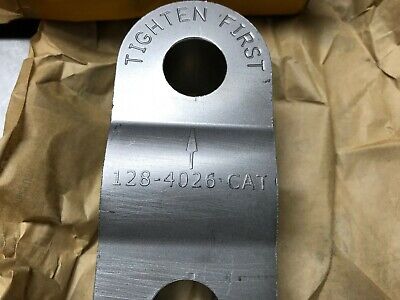 TIGHTEN FIRST
128-4026 CAT